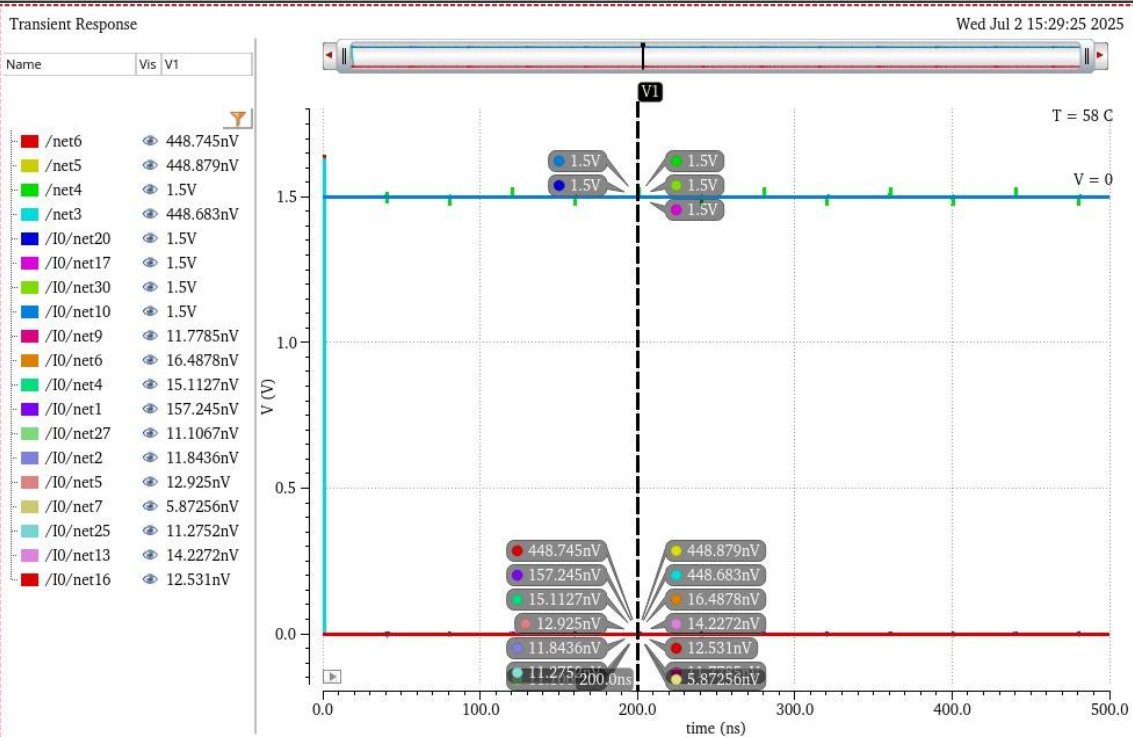 Transient Response
Wed Jul 2 15:29:25 2025
Name Vis V1
/net6 448.745nV
/net5 448.879nV
/net4 1.5V
/net3 448.683nV
/I0/net20 1.5V
/I0/net17 1.5V
/I0/net30 1.5V
/I0/net10 1.5V
/I0/net9 11.7785nV
/I0/net6 16.4878nV
/I0/net4 15.1127nV
/I0/net1 157.245nV
/I0/net27 11.1067nV
/I0/net2 11.8436nV
/I0/net5 12.925nV
/I0/net7 5.87256nV
/I0/net25 11.2752nV
/I0/net13 14.2272nV
/I0/net16 12.531nV
V1
T = 58 C
V = 0
1.5V 1.5V
1.5V 1.5V
1.5V
1.5
1.0
0.5
0.0
V (V)
448.745nV 448.879nV
157.245nV 448.683nV
15.1127nV 16.4878nV
12.925nV 14.2272nV
11.8436nV 12.531nV
200.0ns 5.87256nV
0.0 100.0 200.0 300.0 400.0 500.0
time (ns)